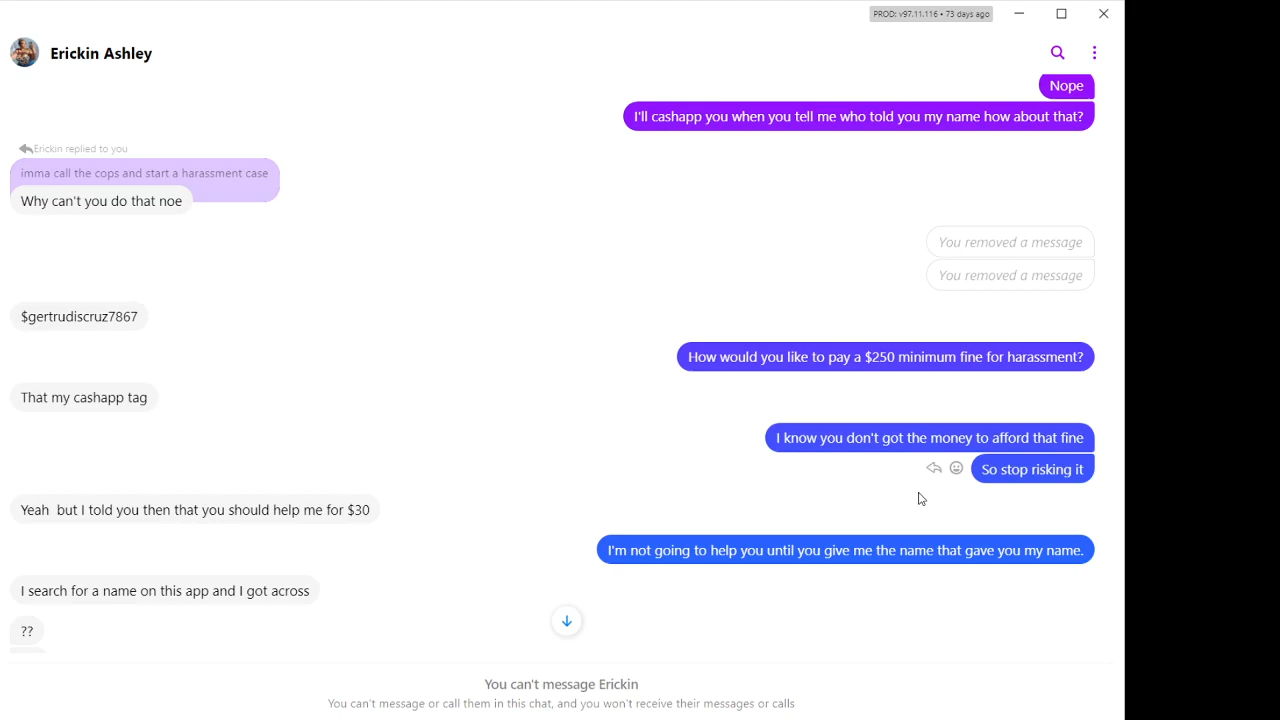 PROD: v97.11.116 • 73 days ago
Erickin Ashley
Nope
I'll cashapp you when you tell me who told you my name how about that?
Erickin replied to you
imma call the cops and start a harassment case
Why can't you do that noe
You removed a message
You removed a message
$gertrudiscruz7867
How would you like to pay a $250 minimum fine for harassment?
That my cashapp tag
I know you don't got the money to afford that fine
So stop risking it
Yeah  but I told you then that you should help me for $30
I'm not going to help you until you give me the name that gave you my name.
I search for a name on this app and I got across
??
You can't message Erickin
You can't message or call them in this chat, and you won't receive their messages or calls